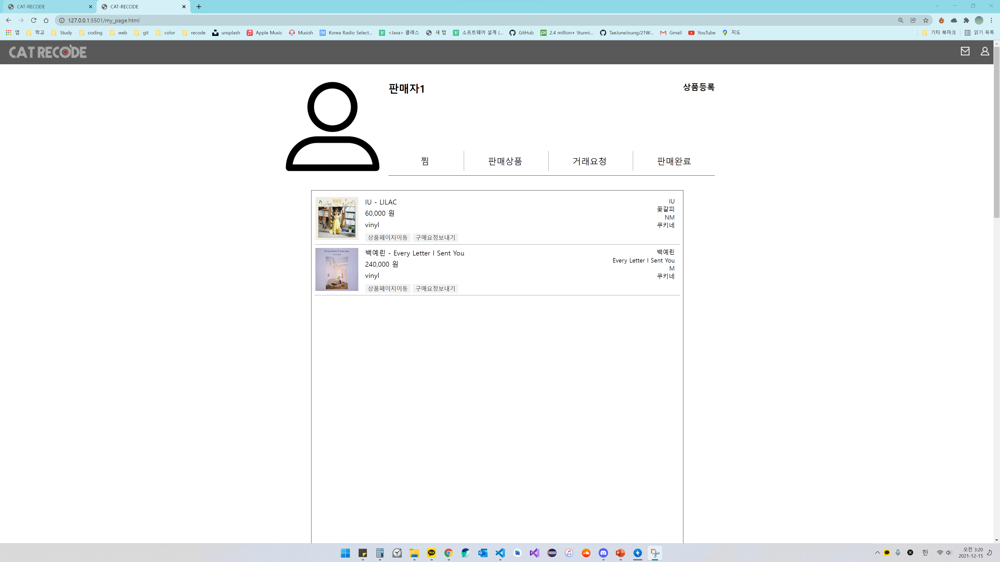 CAT-RECODE
CAT-RECODE
127.0.0.1:5501/my_page.html
앱 학교 Study coding web git color recode unsplash Apple Music Musish Korea Radio Select... <Java> 클래스 새 탭 소프트웨어 설계 (... GitHub 2.4 million+ Stunni... TaeJuneJoung/21W... Gmail YouTube 지도 기타 북마크 읽기 목록
CAT RECODE
판매자1
상품등록
찜 판매상품 거래요청 판매완료
IU - LILAC
60,000 원
vinyl
상품페이지이동 구매요청보내기
IU
꽃갈피
NM
쿠키네
백예린 - Every Letter I Sent You
240,000 원
vinyl
상품페이지이동 구매요청보내기
백예린
Every Letter I Sent You
M
쿠키네
꽃갈피
Every letter I sent you.
한
오전 3:20
2021-12-15